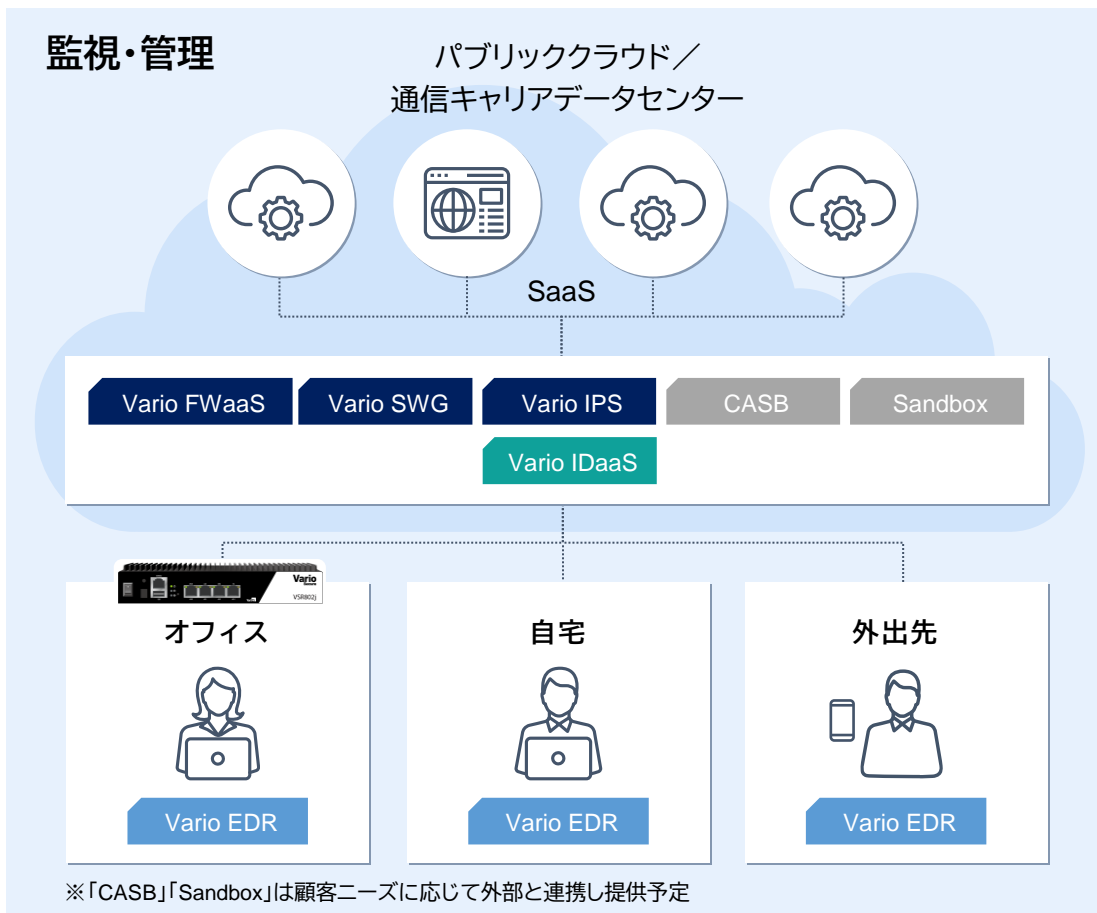 監視・管理
パブリッククラウド／
通信キャリアデータセンター
SaaS
Vario FWaaS
Vario SWG
Vario IPS
CASB
Sandbox
Vario IDaaS
Vario
VSR802j
オフィス
自宅
外出先
Vario EDR
Vario EDR
Vario EDR
※「CASB」「Sandbox」は顧客ニーズに応じて外部と連携し提供予定